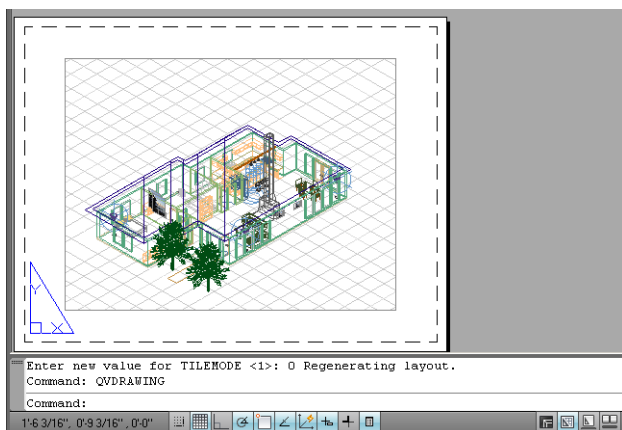 Y
X
Enter new value for TILEMODE <1>: 0 Regenerating layout.
Command: QVDRAWING
Command:
1'-6 3/16", 0'-9 3/16" , 0'-0"